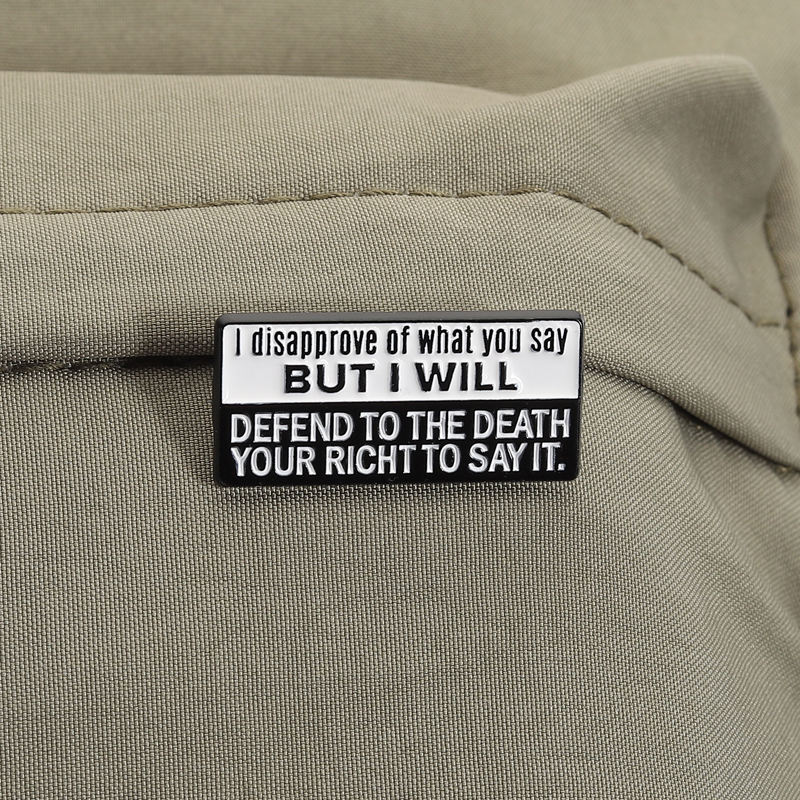 I disapprove of what you say
BUT I WILL
DEFEND TO THE DEATH
YOUR RICHT TO SAY IT.